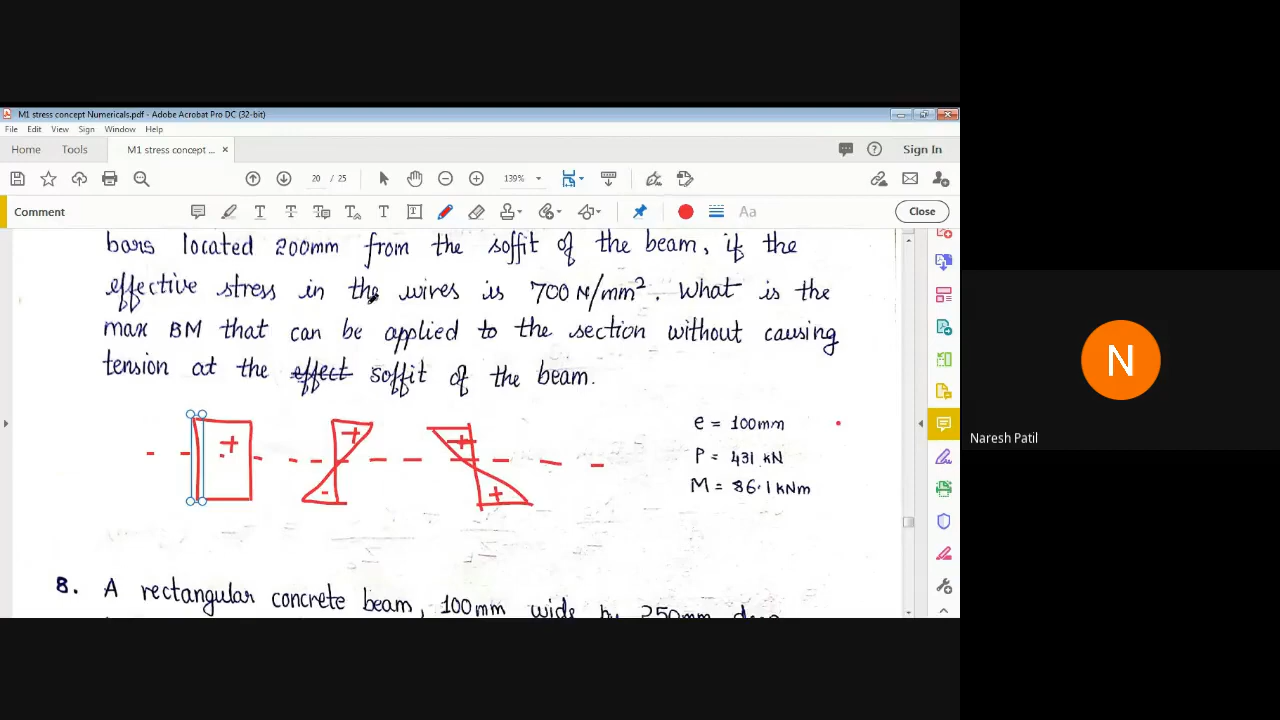 M1 stress concept Numericals.pdf - Adobe Acrobat Pro DC (32-bit)
File Edit View Sign Window Help
Home Tools M1 stress concept ... × Sign In
20 / 25 139%
Comment Aa Close
bars located 200mm from the soffit of the beam, if the
effective stress in the wires is 700 N/mm². What is the
max BM that can be applied to the section without causing
tension at the effect soffit of the beam.
+ + +
- +
e = 100mm
P = 431 kN
M = 86.1 kNm
8. A rectangular concrete beam, 100mm wide by 250mm deep
N
Naresh Patil